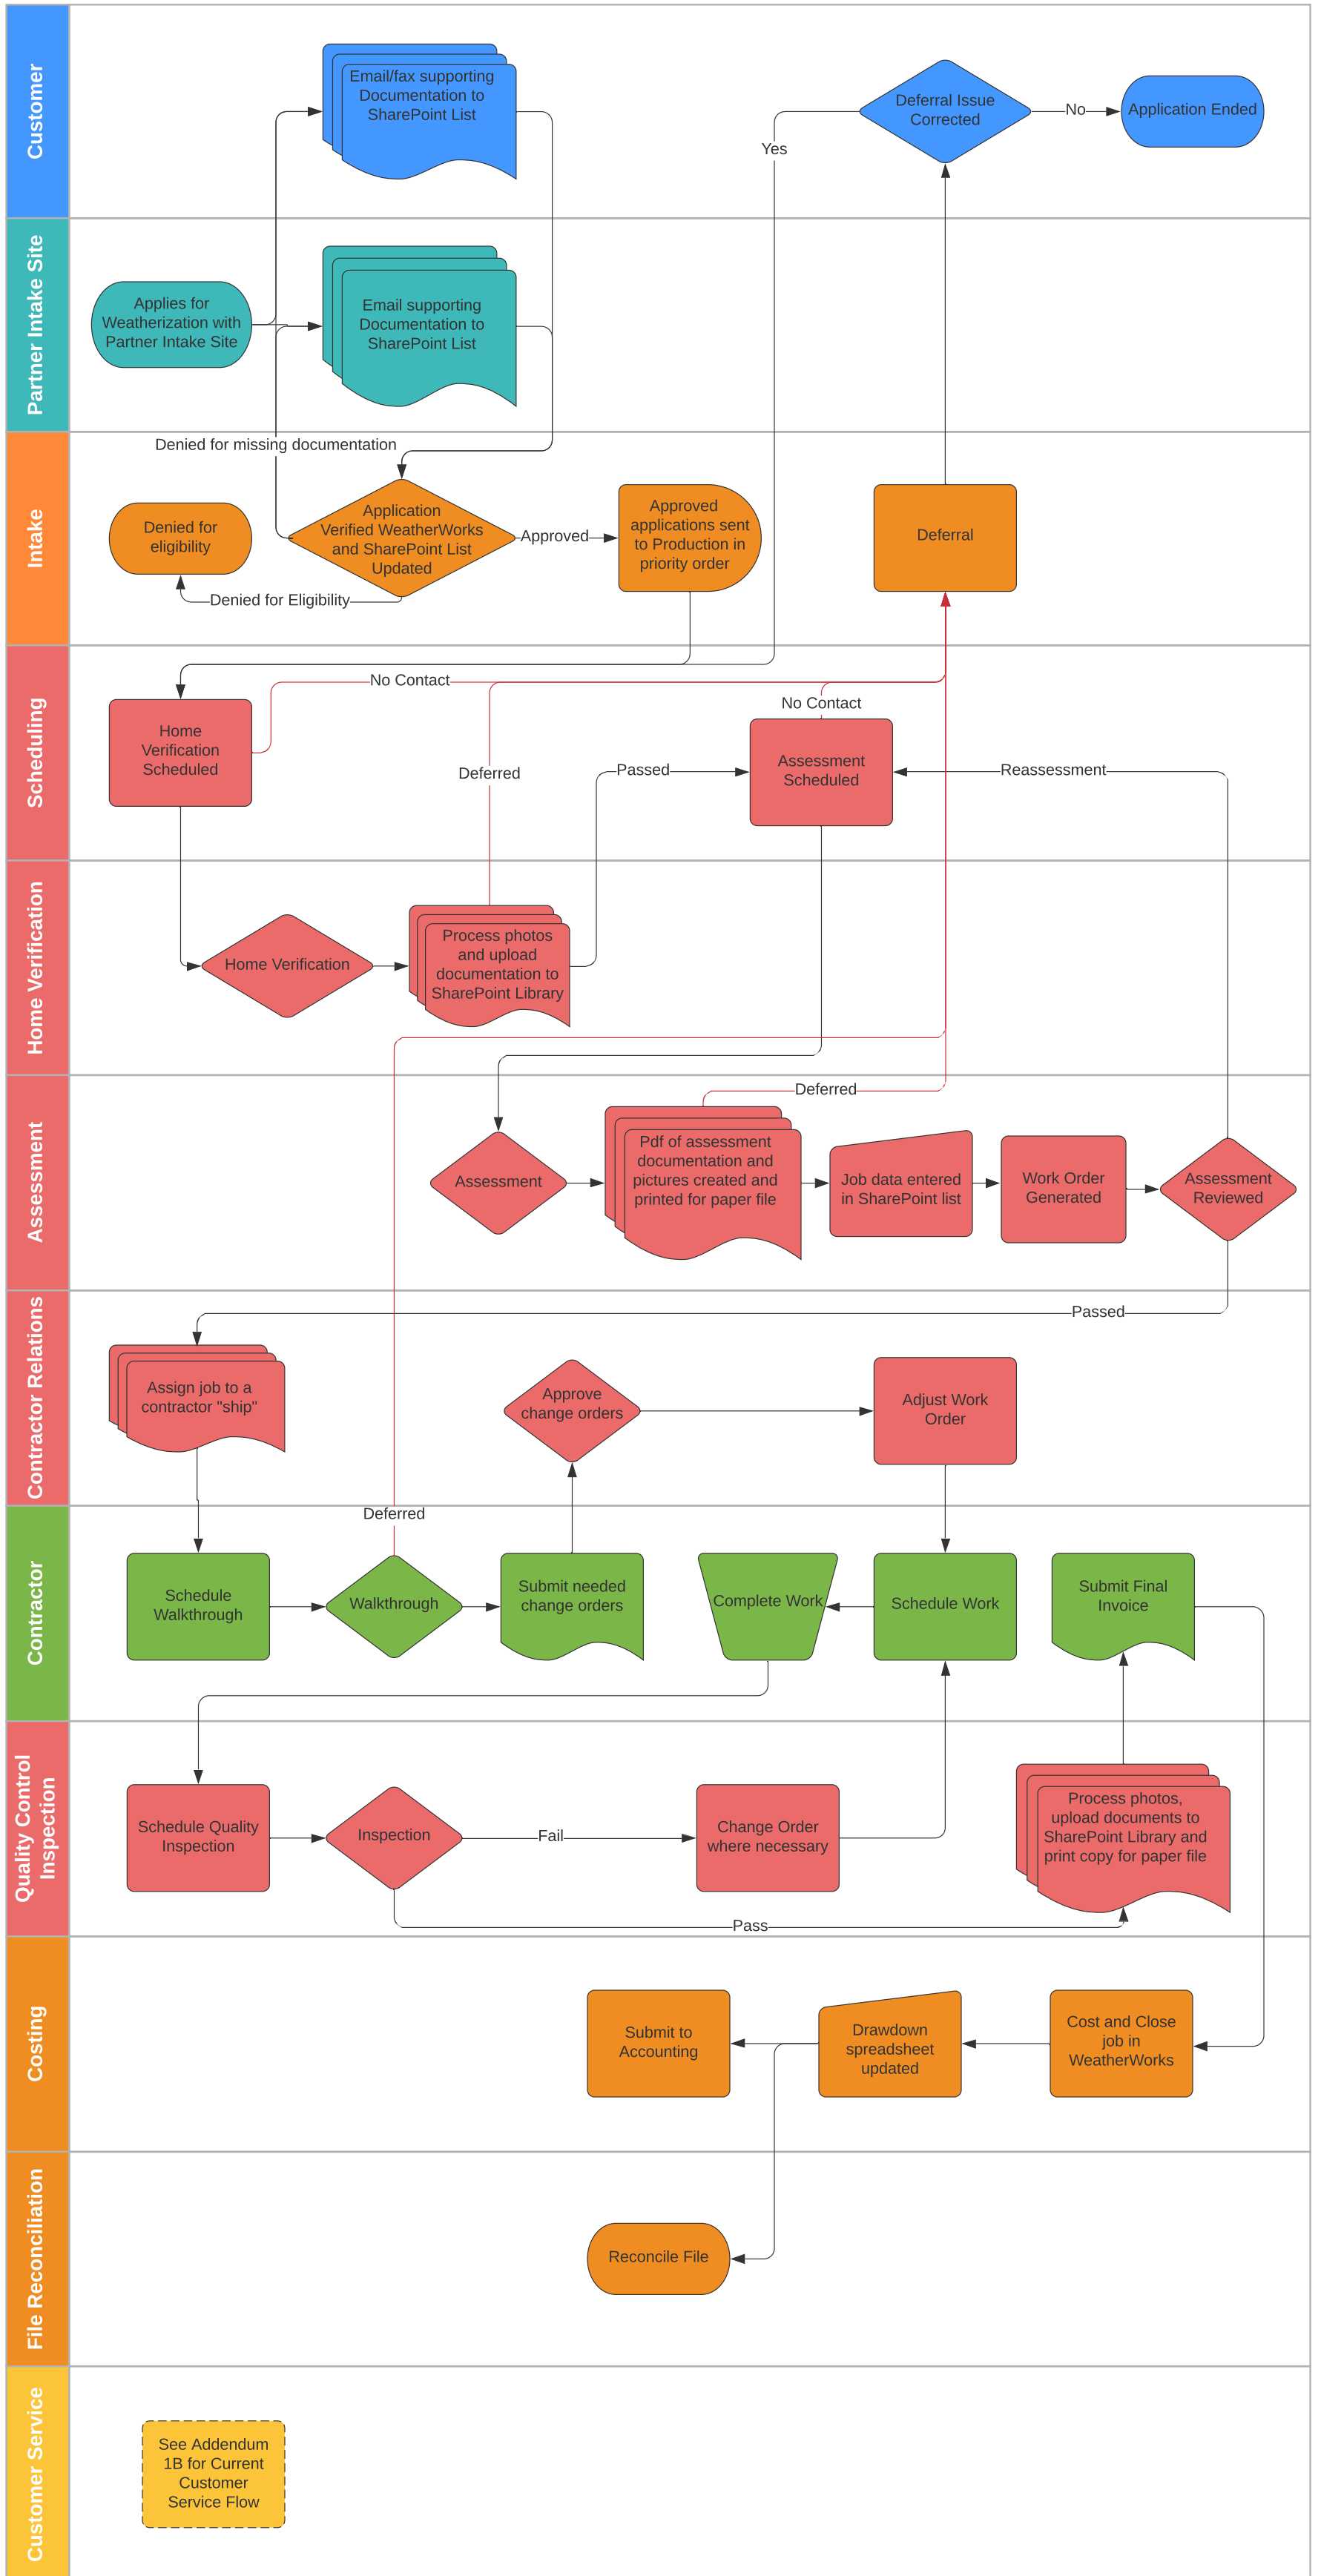 Customer
Email/fax supporting
Documentation to
SharePoint List
Deferral Issue
Corrected
No
Application Ended
Yes
Partner Intake Site
Applies for
Weatherization with
Partner Intake Site
Email supporting
Documentation to
SharePoint List
Intake
Denied for missing documentation
Denied for
eligibility
Application
Verified WeatherWorks
and SharePoint List
Updated
Approved
Approved
applications sent
to Production in
priority order
Deferral
Denied for Eligibility
Scheduling
No Contact
No Contact
Home
Verification
Scheduled
Deferred
Passed
Assessment
Scheduled
Reassessment
Home Verification
Home Verification
Process photos
and upload
documentation to
SharePoint Library
Assessment
Deferred
Assessment
Pdf of assessment
documentation and
pictures created and
printed for paper file
Job data entered
in SharePoint list
Work Order
Generated
Assessment
Reviewed
Contractor Relations
Passed
Assign job to a
contractor "ship"
Approve
change orders
Adjust Work
Order
Contractor
Deferred
Schedule
Walkthrough
Walkthrough
Submit needed
change orders
Complete Work
Schedule Work
Submit Final
Invoice
Quality Control
Inspection
Schedule Quality
Inspection
Inspection
Fail
Change Order
where necessary
Process photos,
upload documents to
SharePoint Library and
print copy for paper file
Pass
Costing
Submit to
Accounting
Drawdown
spreadsheet
updated
Cost and Close
job in
WeatherWorks
File Reconciliation
Reconcile File
Customer Service
See Addendum
1B for Current
Customer
Service Flow